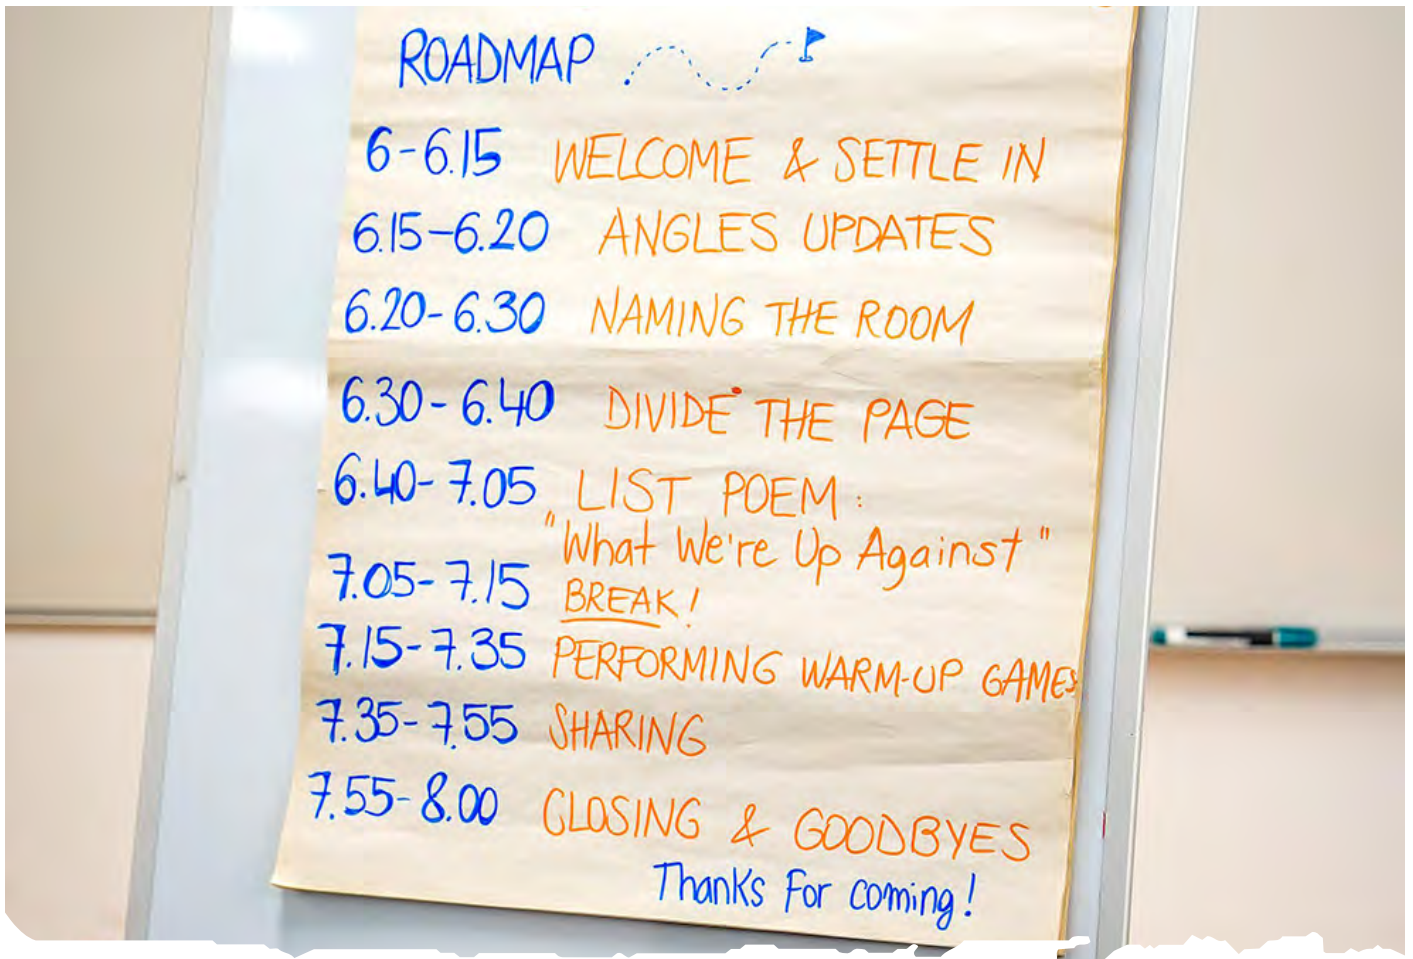 ROADMAP
6-6.15 WELCOME & SETTLE IN
6.15-6.20 ANGLES UPDATES
6.20-6.30 NAMING THE ROOM
6.30-6.40 DIVIDE THE PAGE
6.40-7.05 LIST POEM:
"What We're Up Against"
7.05-7.15 BREAK!
7.15-7.35 PERFORMING WARM-UP GAMES
7.35-7.55 SHARING
7.55-8.00 CLOSING & GOODBYES
Thanks For coming!